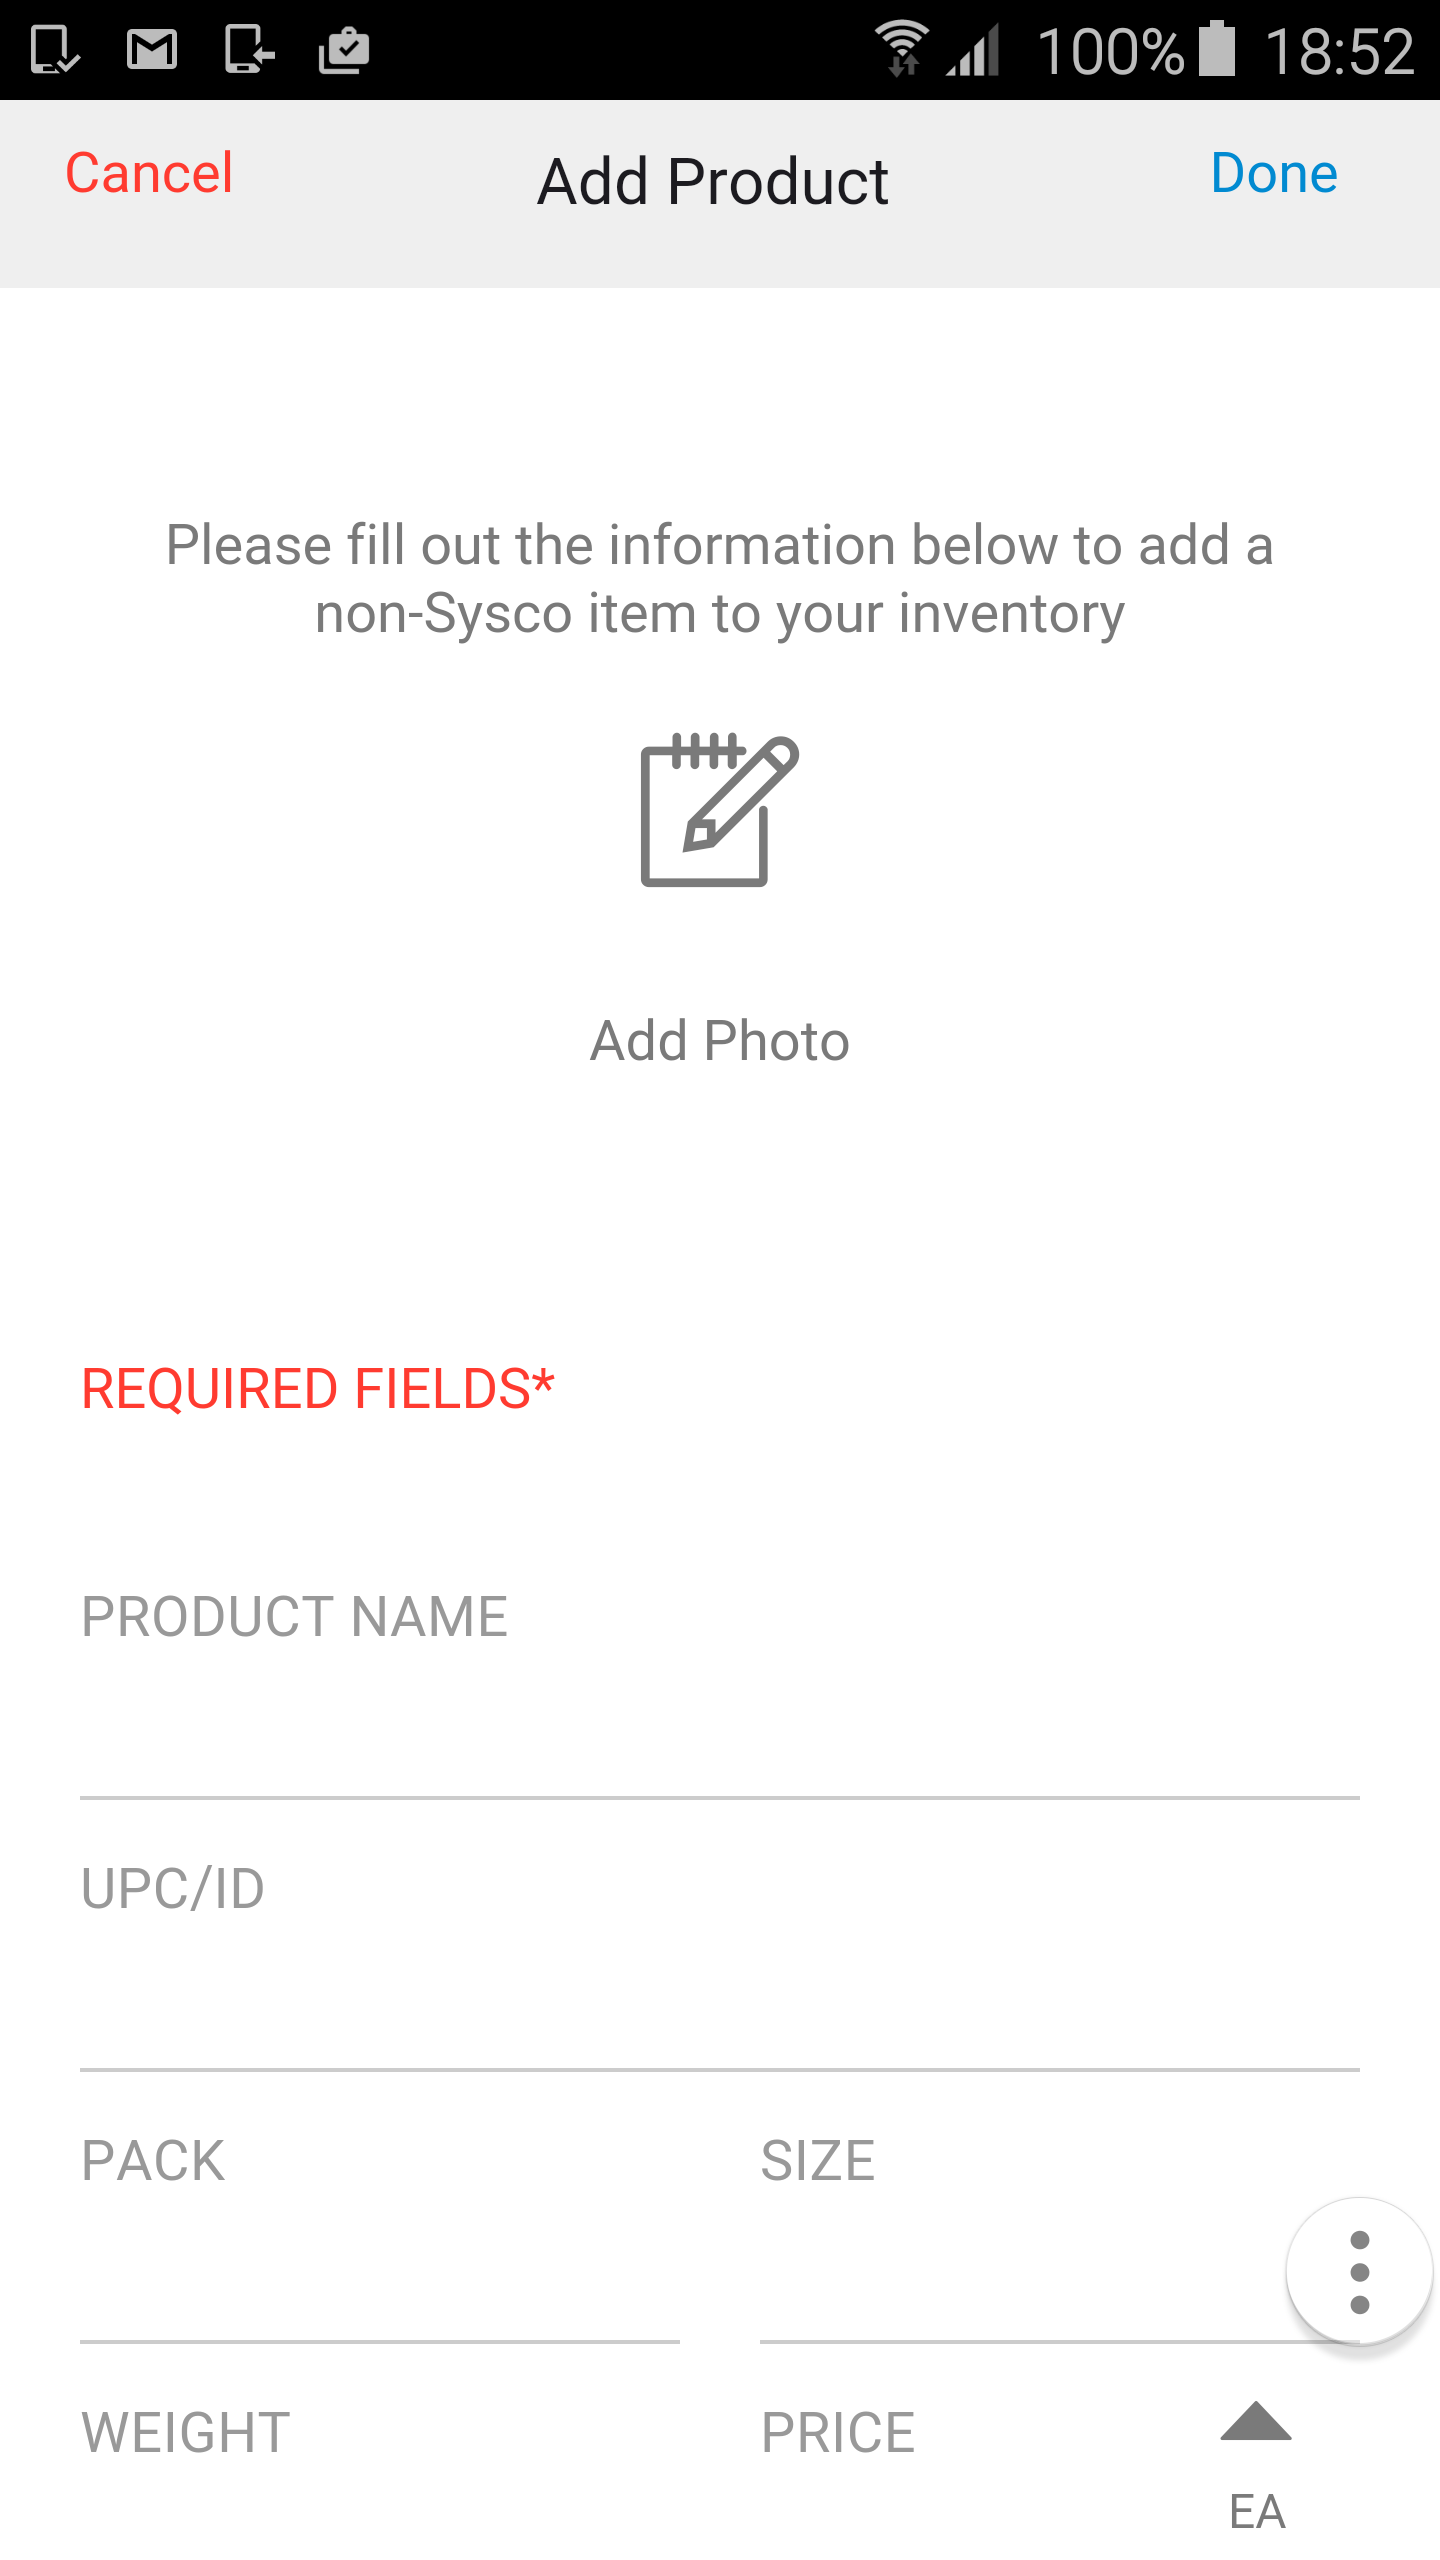 100% 18:52
Cancel Add Product Done
Please fill out the information below to add a
non-Sysco item to your inventory
Add Photo
REQUIRED FIELDS*
PRODUCT NAME
UPC/ID
PACK SIZE
WEIGHT PRICE
EA